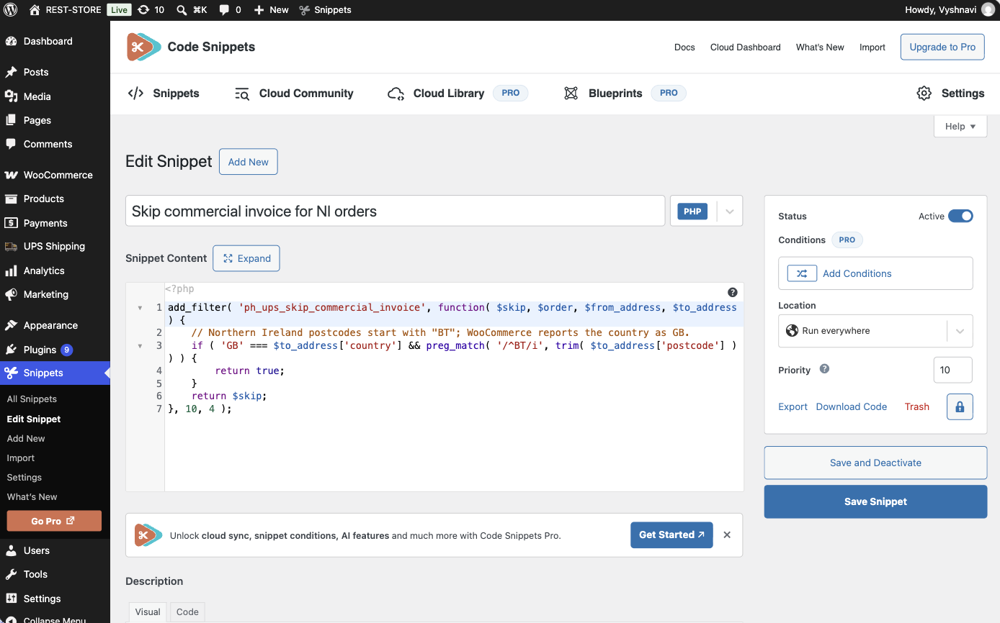 REST-STORE Live 10 ⌘K 0 New Snippets Howdy, Vyshnavi
Dashboard
Posts
Media
Pages
Comments
WooCommerce
Products
Payments
UPS Shipping
Analytics
Marketing
Appearance
Plugins 9
Snippets
All Snippets
Edit Snippet
Add New
Import
Settings
What's New
Go Pro
Users
Tools
Settings
Collapse Menu
Code Snippets
Docs Cloud Dashboard What's New Import Upgrade to Pro
Snippets Cloud Community Cloud Library PRO Blueprints PRO Settings
Help ▼
Edit Snippet Add New
Skip commercial invoice for NI orders PHP
Snippet Content Expand
<?php
1 add_filter( 'ph_ups_skip_commercial_invoice', function( $skip, $order, $from_address, $to_address
) {
2 // Northern Ireland postcodes start with "BT"; WooCommerce reports the country as GB.
3 if ( 'GB' === $to_address['country'] && preg_match( '/^BT/i', trim( $to_address['postcode'] )
) ) {
4 return true;
5 }
6 return $skip;
7 }, 10, 4 );
Unlock cloud sync, snippet conditions, AI features and much more with Code Snippets Pro. Get Started ↗ ✕
Description
Visual Code
Status Active
Conditions PRO
Add Conditions
Location
Run everywhere
Priority ? 10
Export Download Code Trash
Save and Deactivate
Save Snippet